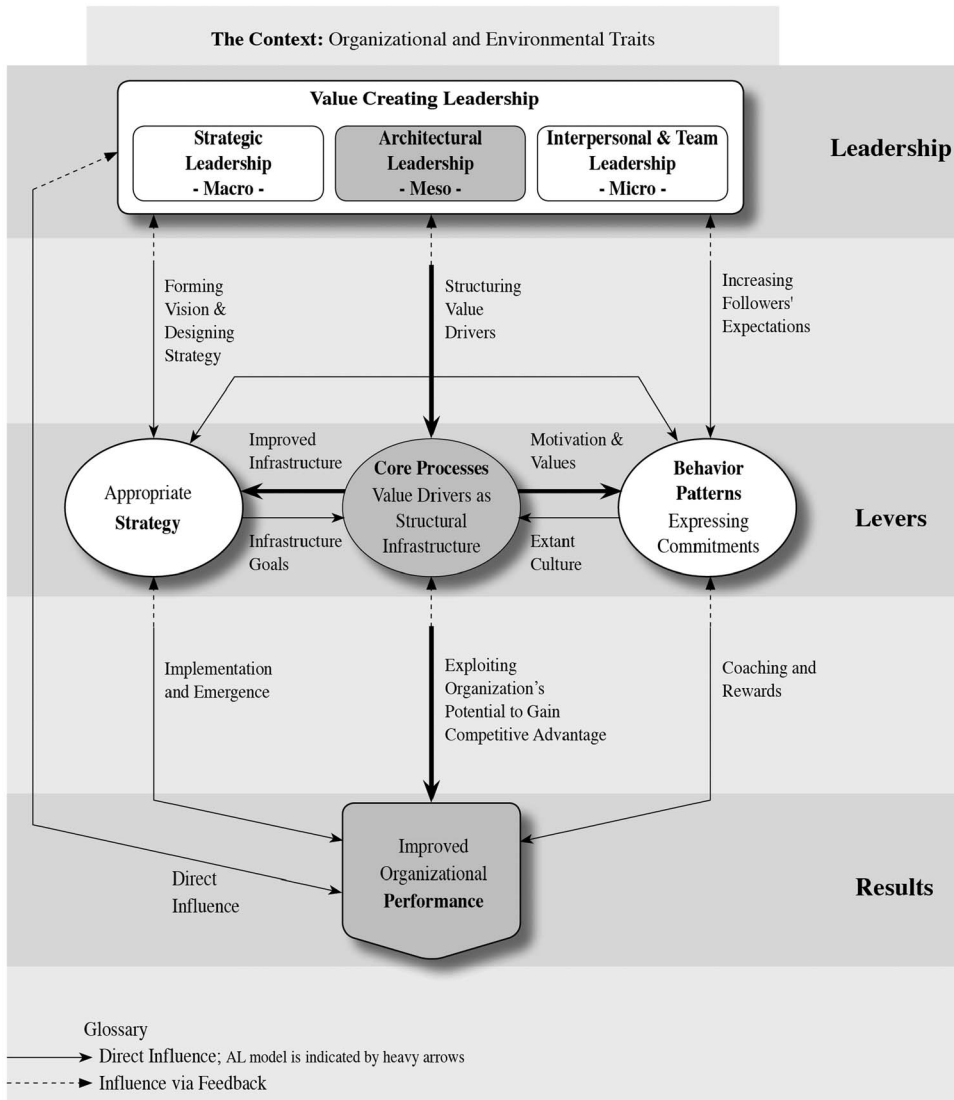 The Context: Organizational and Environmental Traits
Value Creating Leadership
Strategic
Leadership
- Macro -
Architectural
Leadership
- Meso -
Interpersonal & Team
Leadership
- Micro -
Leadership
Forming
Vision &
Designing
Strategy
Structuring
Value
Drivers
Increasing
Followers'
Expectations
Appropriate
Strategy
Improved
Infrastructure
Infrastructure
Goals
Core Processes
Value Drivers as
Structural
Infrastructure
Motivation &
Values
Extant
Culture
Behavior
Patterns
Expressing
Commitments
Levers
Implementation
and Emergence
Exploiting
Organization’s
Potential to Gain
Competitive Advantage
Coaching and
Rewards
Direct
Influence
Improved
Organizational
Performance
Results
Glossary
Direct Influence; AL model is indicated by heavy arrows
Influence via Feedback